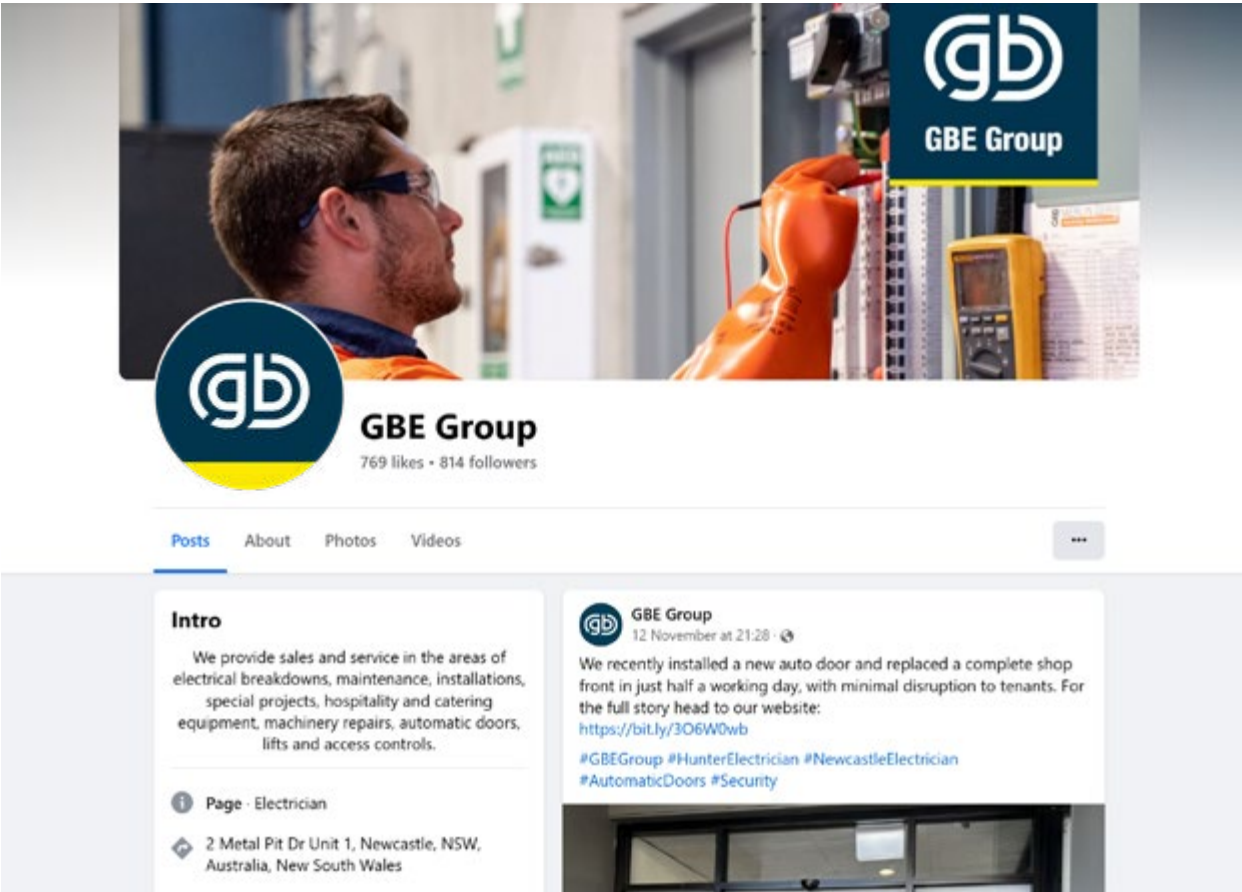 gb
GBE Group
gb
GBE Group
769 likes • 814 followers
Posts
About
Photos
Videos
...
Intro
We provide sales and service in the areas of
electrical breakdowns, maintenance, installations,
special projects, hospitality and catering
equipment, machinery repairs, automatic doors,
lifts and access controls.
Page · Electrician
2 Metal Pit Dr Unit 1, Newcastle, NSW,
Australia, New South Wales
gb
GBE Group
12 November at 21:28 ·
We recently installed a new auto door and replaced a complete shop
front in just half a working day, with minimal disruption to tenants. For
the full story head to our website:
https://bit.ly/3O6W0wb
#GBEGroup #HunterElectrician #NewcastleElectrician
#AutomaticDoors #Security